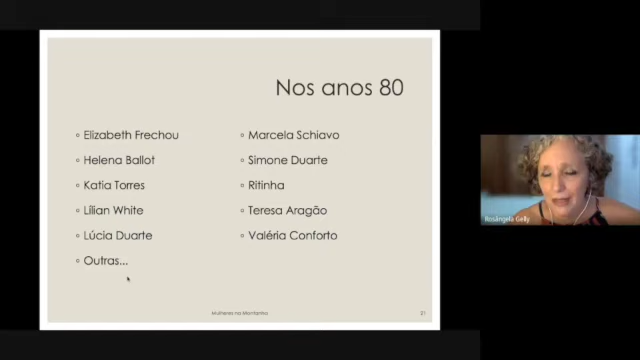 Nos anos 80
Elizabeth Frechou
Helena Ballot
Katia Torres
Lílian White
Lúcia Duarte
Outras...
Marcela Schiavo
Simone Duarte
Ritinha
Teresa Aragão
Valéria Conforto
Mulheres na Montanha
21
Rosângela Gelly